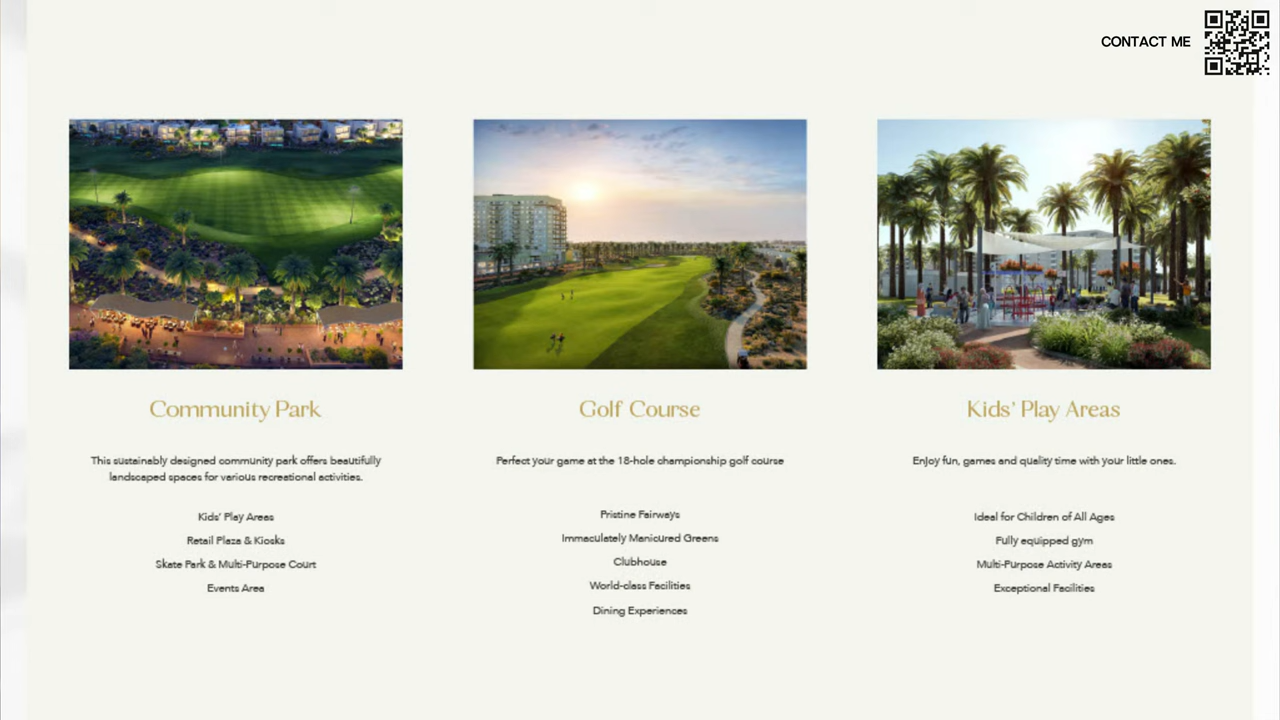 CONTACT ME
Community Park
This sustainably designed community park offers beautifully
landscaped spaces for various recreational activities.
Kids' Play Areas
Retail Plaza & Kiosks
Skate Park & Multi-Purpose Court
Events Area
Golf Course
Perfect your game at the 18-hole championship golf course
Pristine Fairways
Immaculately Manicured Greens
Clubhouse
World-class Facilities
Dining Experiences
Kids' Play Areas
Enjoy fun, games and quality time with your little ones.
Ideal for Children of All Ages
Fully equipped gym
Multi-Purpose Activity Areas
Exceptional Facilities